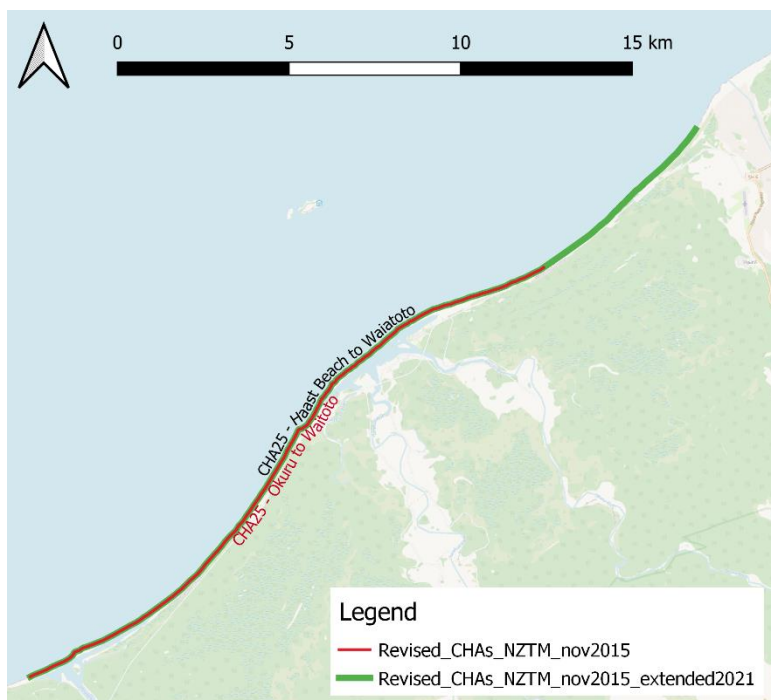 0 5 10 15 km
CHA25 - Haast Beach to Waiatoto
CHA25 - Okuru to Waitoto
Legend
Revised_CHAs_NZTM_nov2015
Revised_CHAs_NZTM_nov2015_extended2021